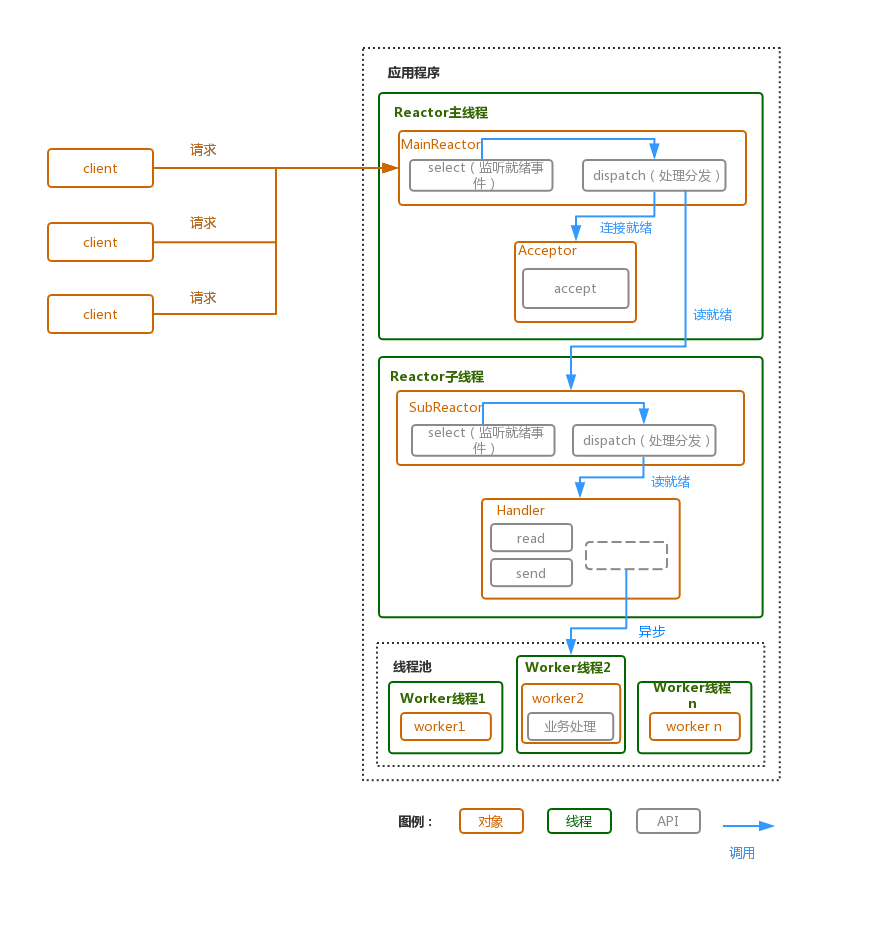 应用程序
Reactor主线程
MainReactor
select（监听就绪事
件）
dispatch（处理分发）
请求
client
请求
client
请求
client
连接就绪
Acceptor
accept
读就绪
Reactor子线程
SubReactor
select（监听就绪事
件）
dispatch（处理分发）
读就绪
Handler
read
send
异步
线程池
Worker线程1
worker1
Worker线程2
worker2
业务处理
Worker线程
n
worker n
图例：
对象
线程
API
调用